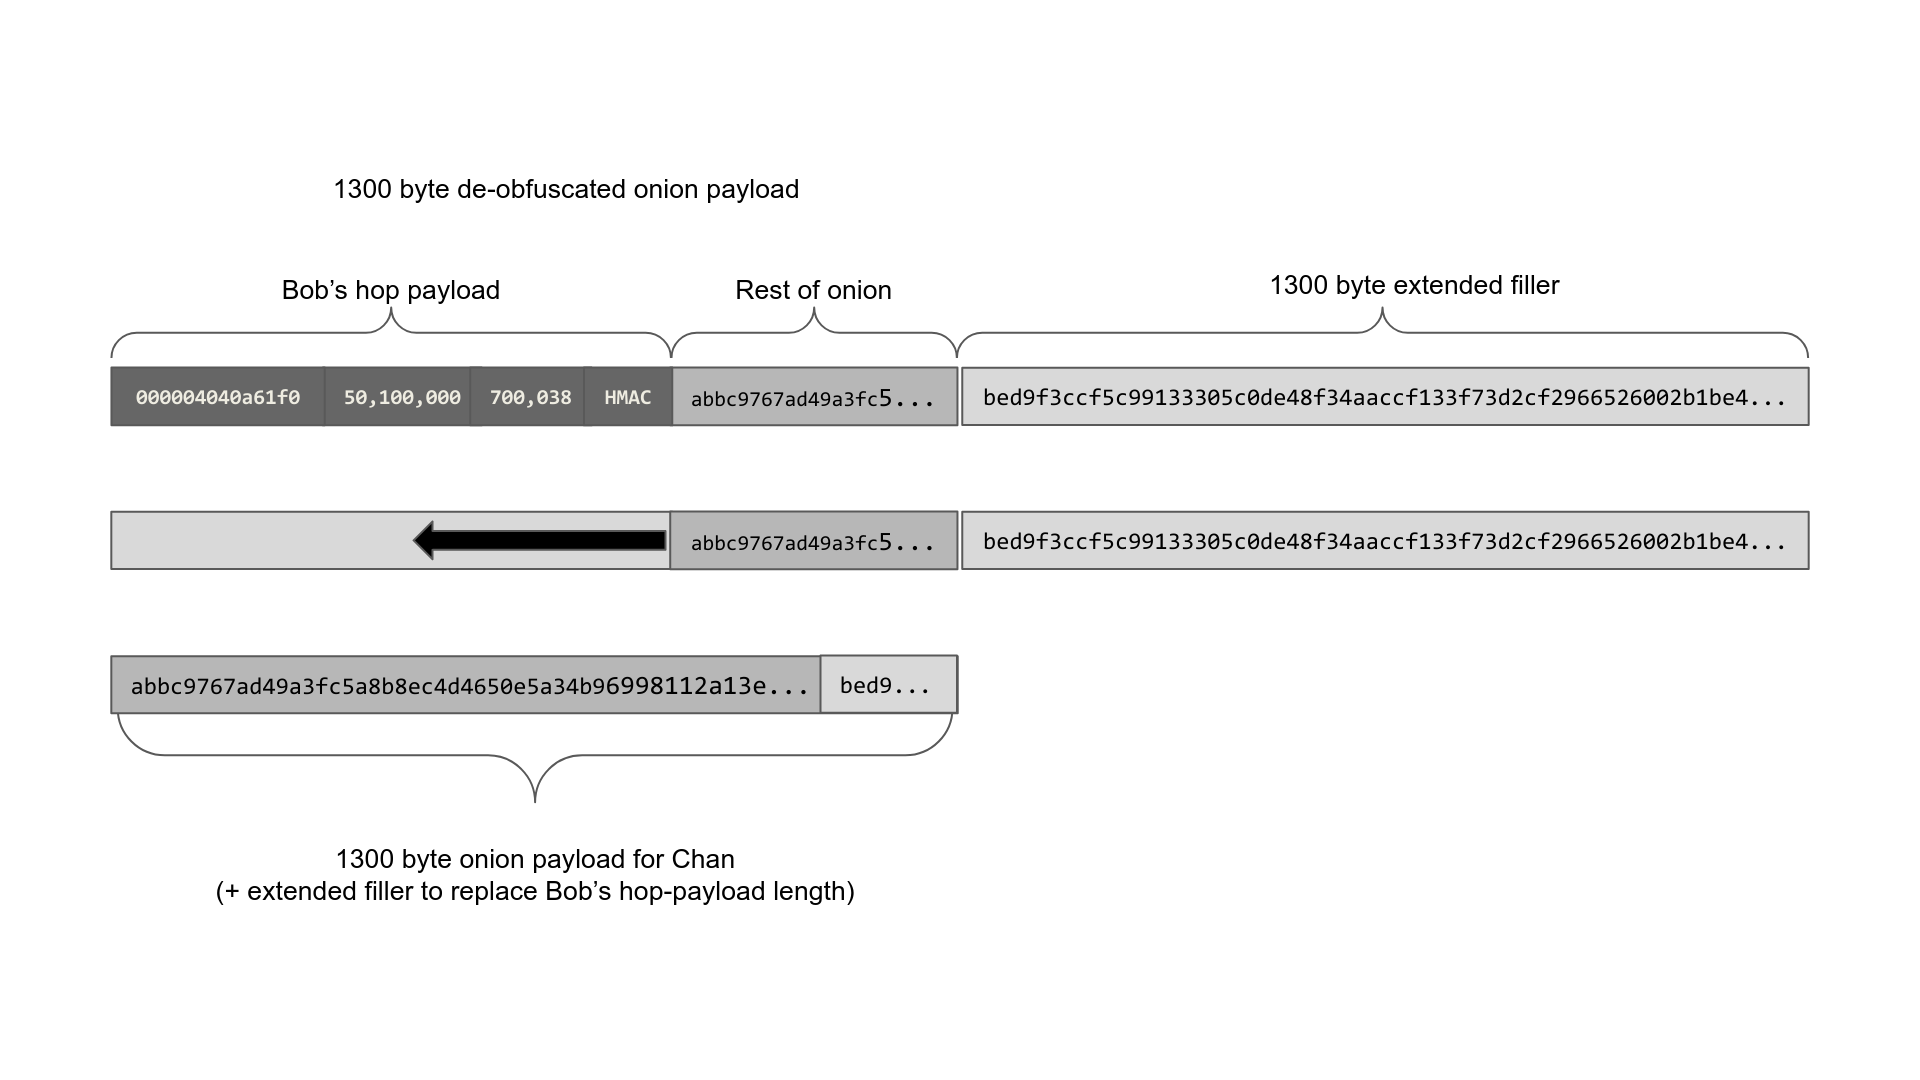 1300 byte de-obfuscated onion payload
Bob’s hop payload
Rest of onion
1300 byte extended filler
000004040a61f0 50,100,000 700,038 HMAC abbc9767ad49a3fc5... bed9f3ccf5c99133305c0de48f34aaccf133f73d2cf2966526002b1be4...
abbc9767ad49a3fc5... bed9f3ccf5c99133305c0de48f34aaccf133f73d2cf2966526002b1be4...
abbc9767ad49a3fc5a8b8ec4d4650e5a34b96998112a13e... bed9...
1300 byte onion payload for Chan
(+ extended filler to replace Bob’s hop-payload length)